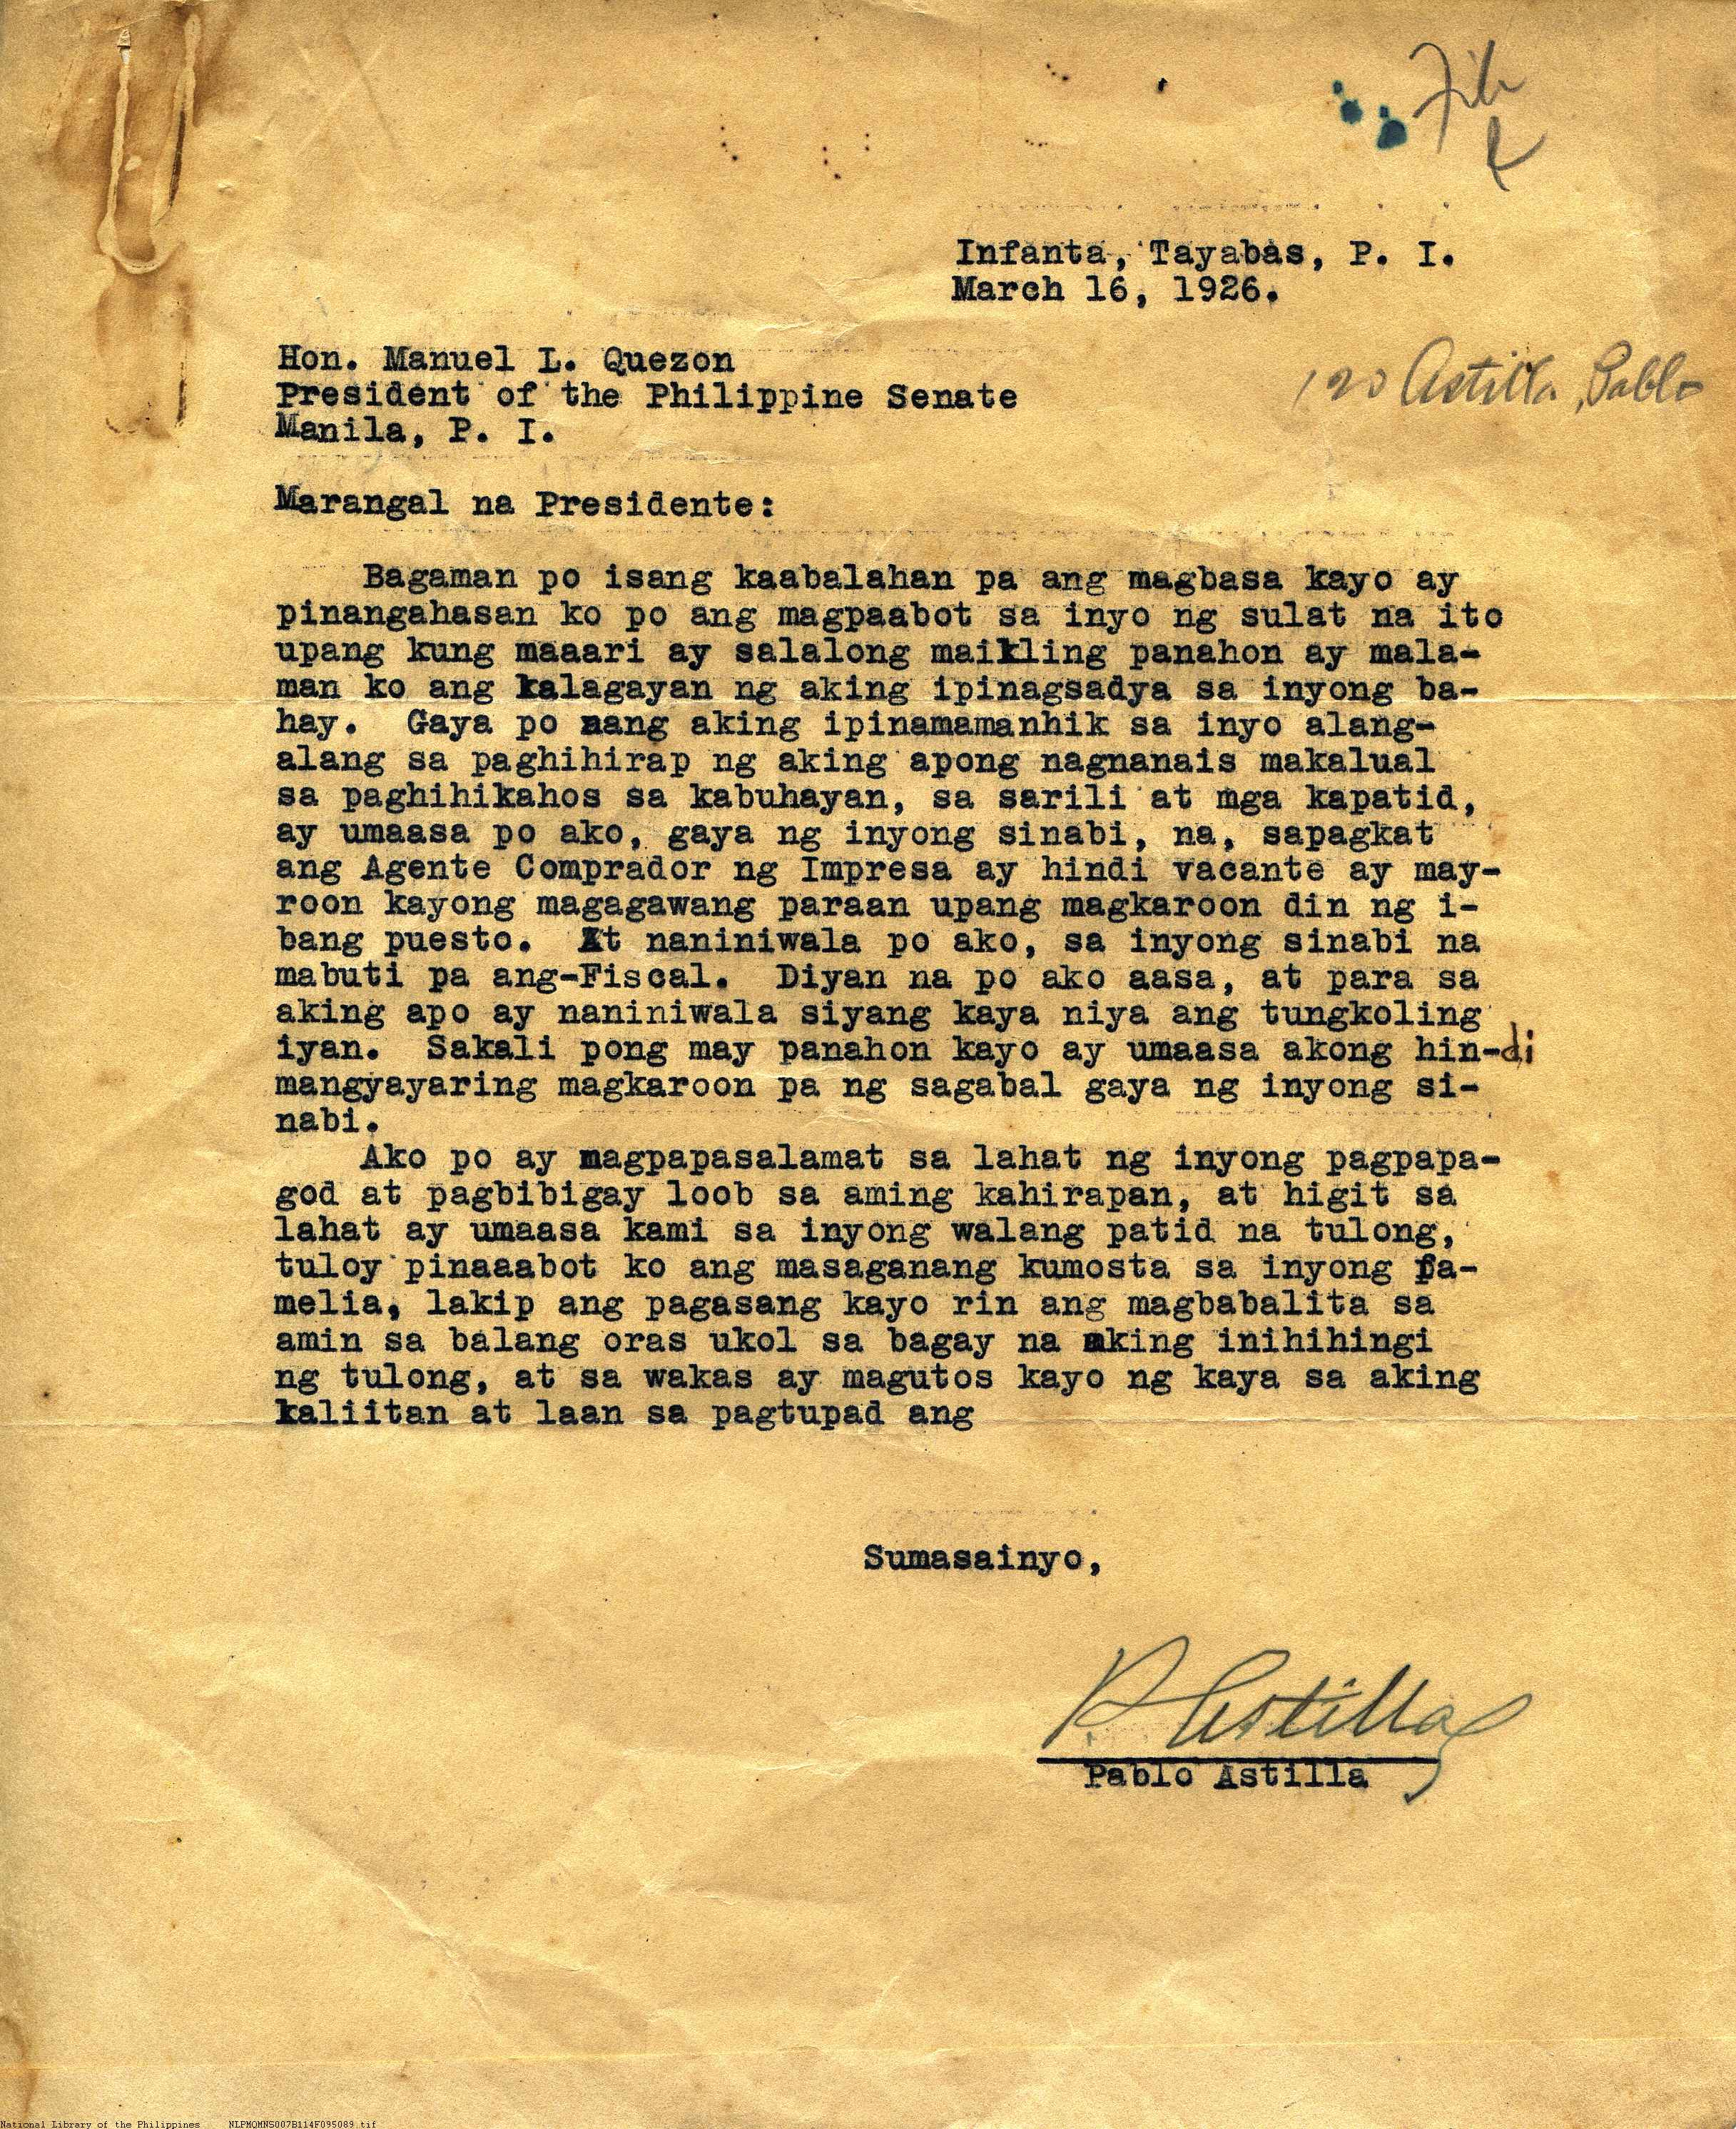 File
Infanta, Tayabas, P. I.
March 16, 1926.
Hon. Manuel L. Quezon
President of the Philippine Senate
Manila, P. I.
120 Astilla, Pablo
Marangal na Presidente:
Bagaman po isang kaabalahan pa ang magbasa kayo ay
pinangahasan ko po ang magpaabot sa inyo ng sulat na ito
upang kung maaari ay salalong maikling panahon ay mala-
man ko ang kalagayan ng aking ipinagsadya sa inyong ba-
hay. Gaya po nang aking ipinamamanhik sa inyo alang-
alang sa paghihirap ng aking apong nagnanais makalual
sa paghihikahos sa kabuhayan, sa sarili at mga kapatid,
ay umaasa po ako, gaya ng inyong sinabi, na, sapagkat
ang Agente Comprador ng Impresa ay hindi vacante ay may-
roon kayong magagawang paraan upang magkaroon din ng i-
bang puesto. At naniniwala po ako, sa inyong sinabi na
mabuti pa ang-Fiscal. Diyan na po ako aasa, at para sa
aking apo ay naniniwala siyang kaya niya ang tungkoling
iyan. Sakali pong may panahon kayo ay umaasa akong hin-di
mangyayaring magkaroon pa ng sagabal gaya ng inyong si-
nabi.
Ako po ay magpapasalamat sa lahat ng inyong pagpapa-
god at pagbibigay loob sa aming kahirapan, at higit sa
lahat ay umaasa kami sa inyong walang patid na tulong,
tuloy pinaaabot ko ang masaganang kumosta sa inyong fa-
melia, lakip ang pagasang kayo rin ang magbabalita sa
amin sa balang oras ukol sa bagay na aking inihihingi
ng tulong, at sa wakas ay magutos kayo ng kaya sa aking
kaliitan at laan sa pagtupad ang
Sumasainyo,
P. Astilla
Pablo Astilla
National Library of the Philippines NLPMQMNS007B114F095089.tif